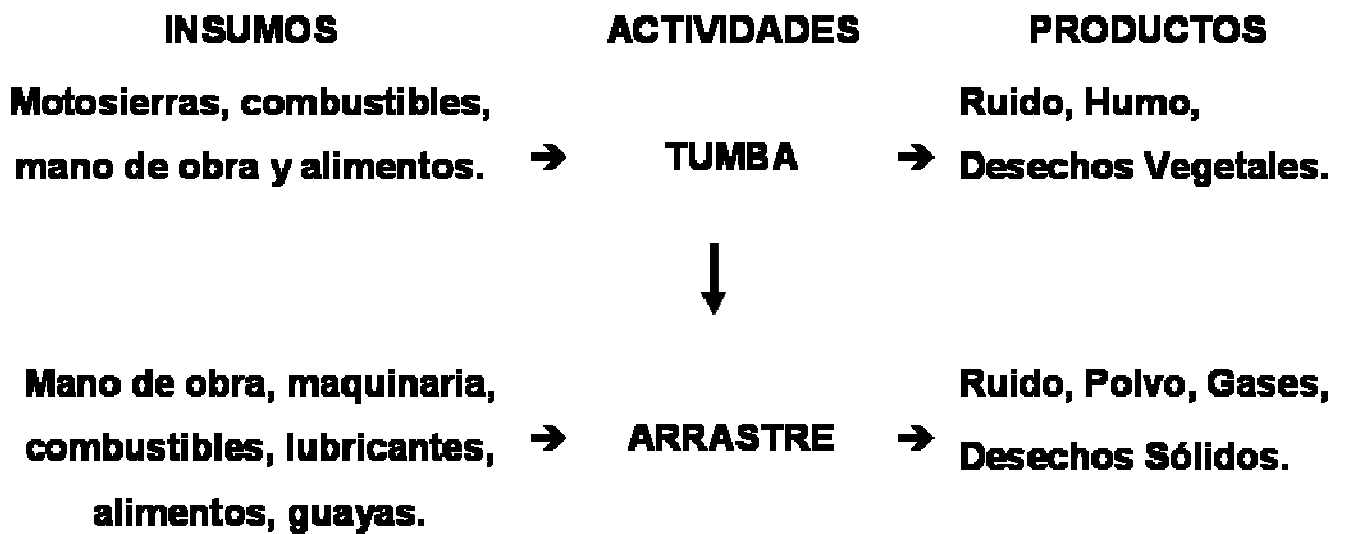 INSUMOS ACTIVIDADES PRODUCTOS
Motosierras, combustibles,
mano de obra y alimentos.
➔ TUMBA ➔
Ruido, Humo,
Desechos Vegetales.
Mano de obra, maquinaria,
combustibles, lubricantes,
alimentos, guayas.
➔ ARRASTRE ➔
Ruido, Polvo, Gases,
Desechos Sólidos.